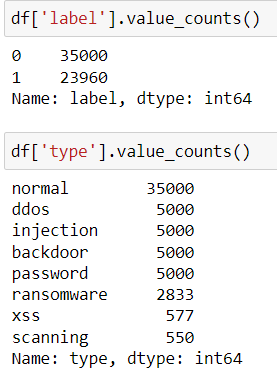 df['label'].value_counts()
0    35000
1    23960
Name: label, dtype: int64
df['type'].value_counts()
normal        35000
ddos           5000
injection      5000
backdoor       5000
password       5000
ransomware     2833
xss             577
scanning        550
Name: type, dtype: int64